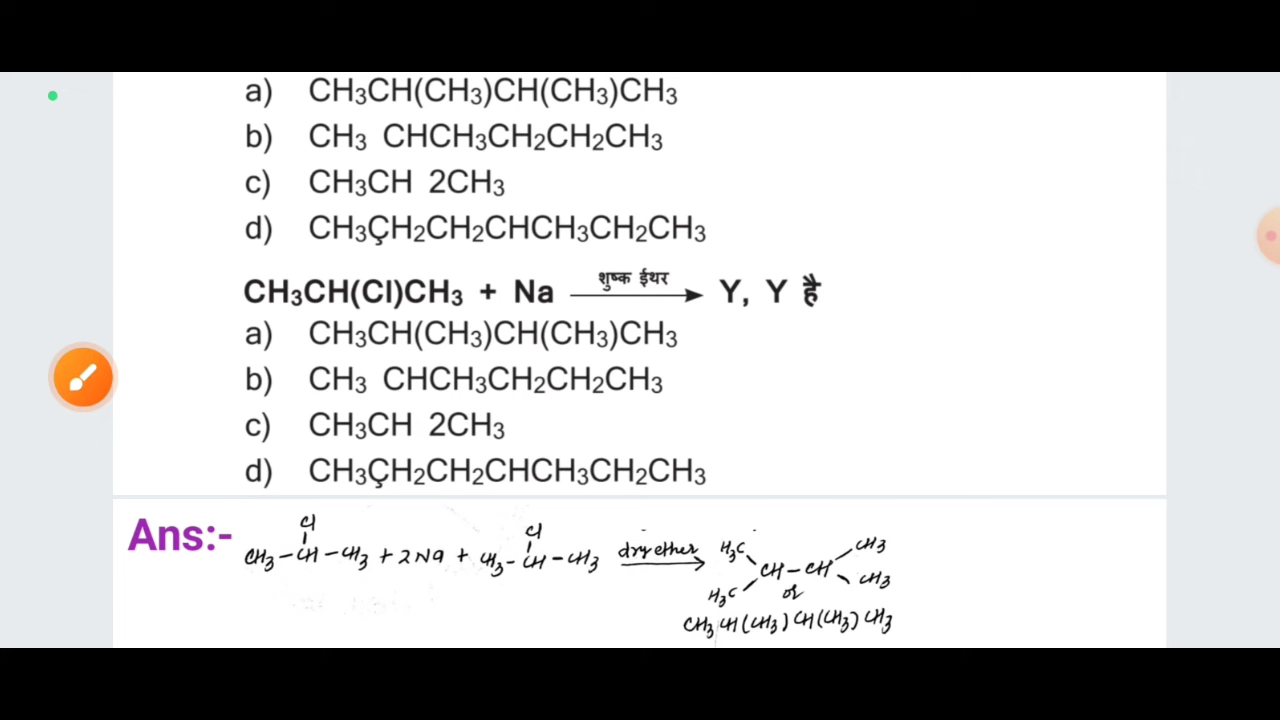 a) CH3CH(CH3)CH(CH3)CH3
b) CH3 CHCH3CH2CH2CH3
c) CH3CH 2CH3
d) CH3ÇH2CH2CHCH3CH2CH3
CH3CH(Cl)CH3 + Na शुष्क ईथर → Y, Y है
a) CH3CH(CH3)CH(CH3)CH3
b) CH3 CHCH3CH2CH2CH3
c) CH3CH 2CH3
d) CH3ÇH2CH2CHCH3CH2CH3
Ans:-
Cl Cl
CH3-CH-CH3 + 2Na + CH3-CH-CH3 dry ether →
H3C CH3
CH-CH
H3C CH3
or
CH3CH(CH3)CH(CH3)CH3